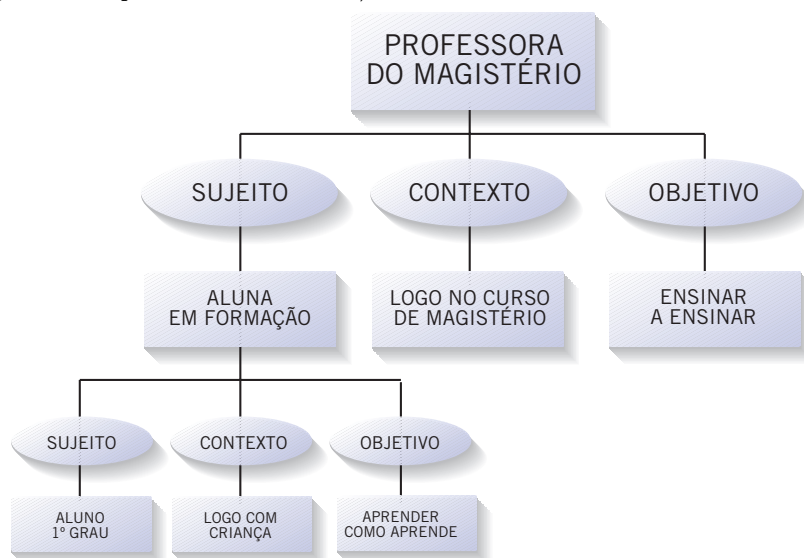 PROFESSORA
DO MAGISTÉRIO
SUJEITO
CONTEXTO
OBJETIVO
ALUNA
EM FORMAÇÃO
LOGO NO CURSO
DE MAGISTÉRIO
ENSINAR
A ENSINAR
SUJEITO
CONTEXTO
OBJETIVO
ALUNO
1º GRAU
LOGO COM
CRIANÇA
APRENDER
COMO APRENDE